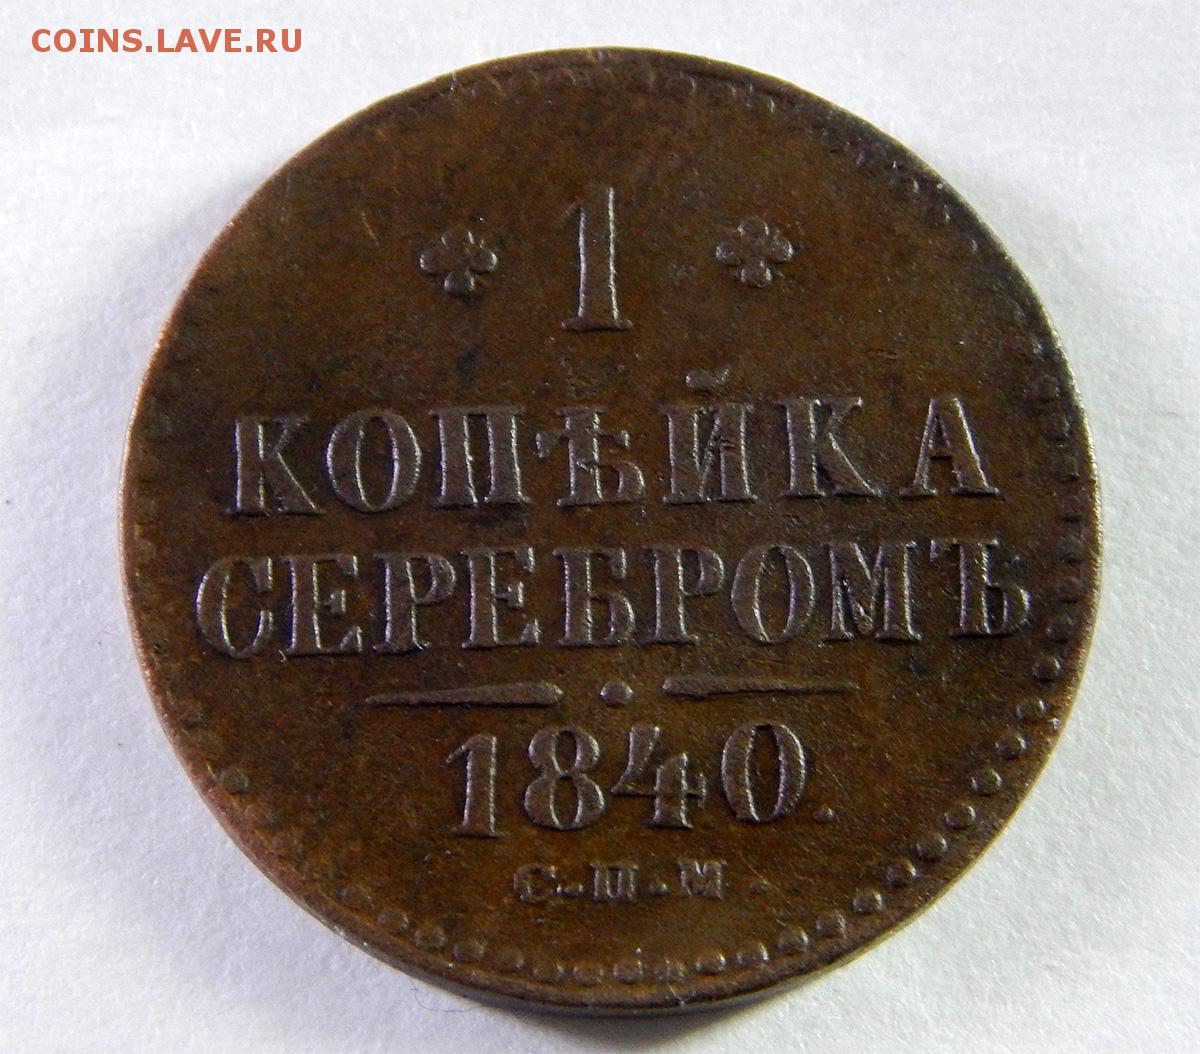 COINS.LAVE.RU
1
КОПѢЙКА
СЕРЕБРОМЪ
1840.
С.П.М.